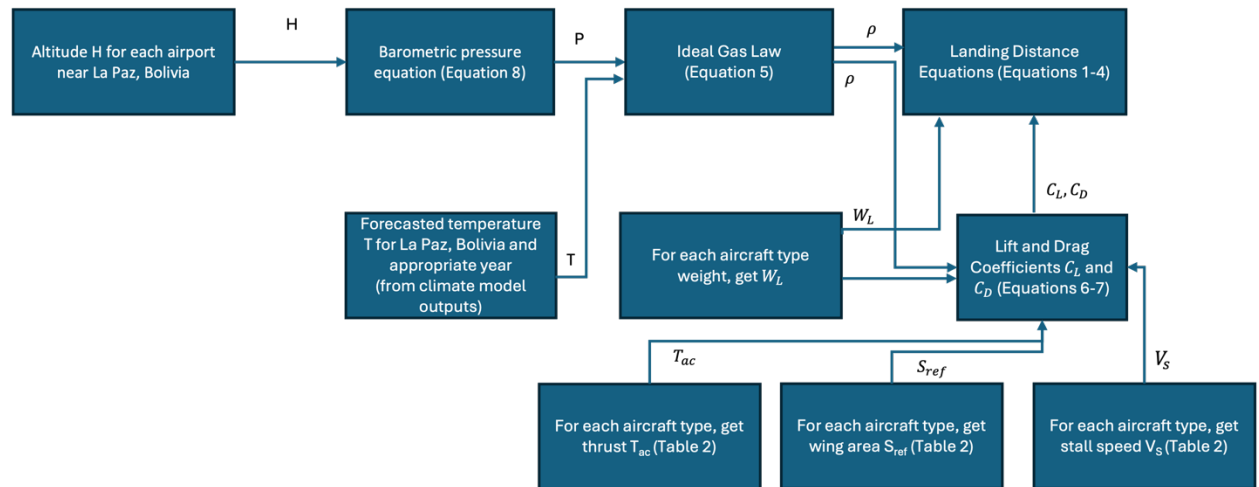 Altitude H for each airport
near La Paz, Bolivia
H
Barometric pressure
equation (Equation 8)
P
Ideal Gas Law
(Equation 5)
ρ
ρ
Landing Distance
Equations (Equations 1-4)
Forecasted temperature
T for La Paz, Bolivia and
appropriate year
(from climate model
outputs)
T
For each aircraft type
weight, get W_L
W_L
C_L, C_D
Lift and Drag
Coefficients C_L and
C_D (Equations 6-7)
T_ac
S_ref
V_s
For each aircraft type, get
thrust T_ac (Table 2)
For each aircraft type, get
wing area S_ref (Table 2)
For each aircraft type, get
stall speed V_S (Table 2)